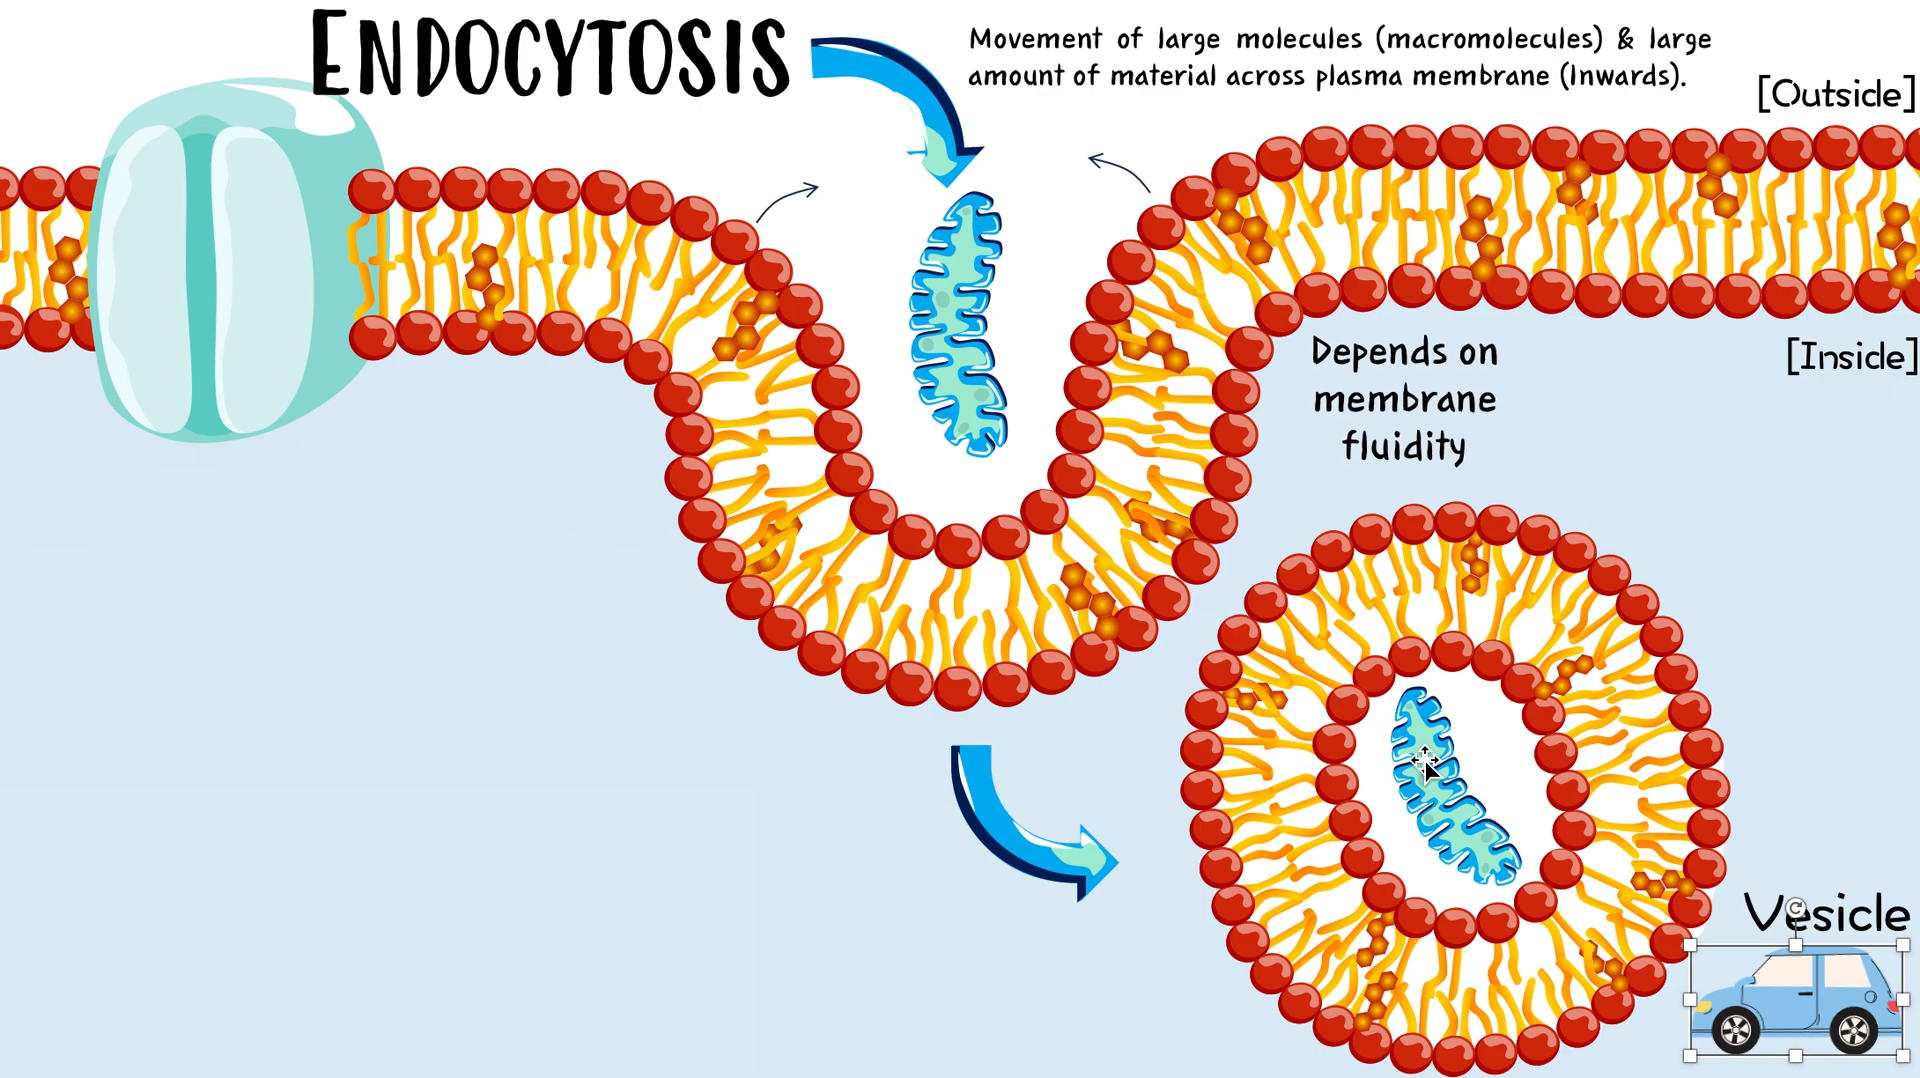 ENDOCYTOSIS
Movement of large molecules (macromolecules) & large
amount of material across plasma membrane (Inwards).
[Outside]
[Inside]
Depends on
membrane
fluidity
Vesicle